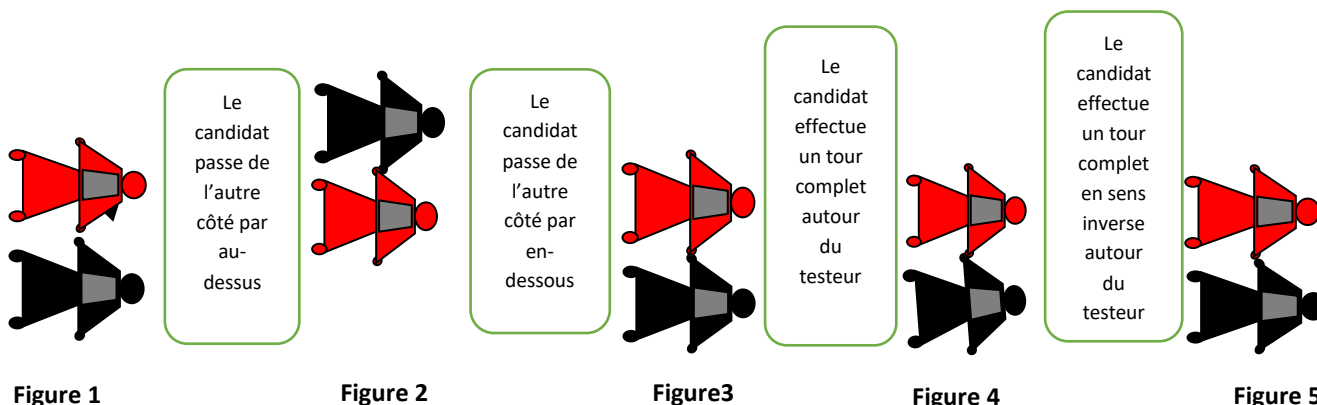 Le
candidat
passe de
l'autre
côté par
au-
dessus
Le
candidat
passe de
l'autre
côté par
en-
dessous
Le
candidat
effectue
un tour
complet
autour
du
testeur
Le
candidat
effectue
un tour
complet
en sens
inverse
autour
du
testeur
Figure 1
Figure 2
Figure3
Figure 4
Figure 5